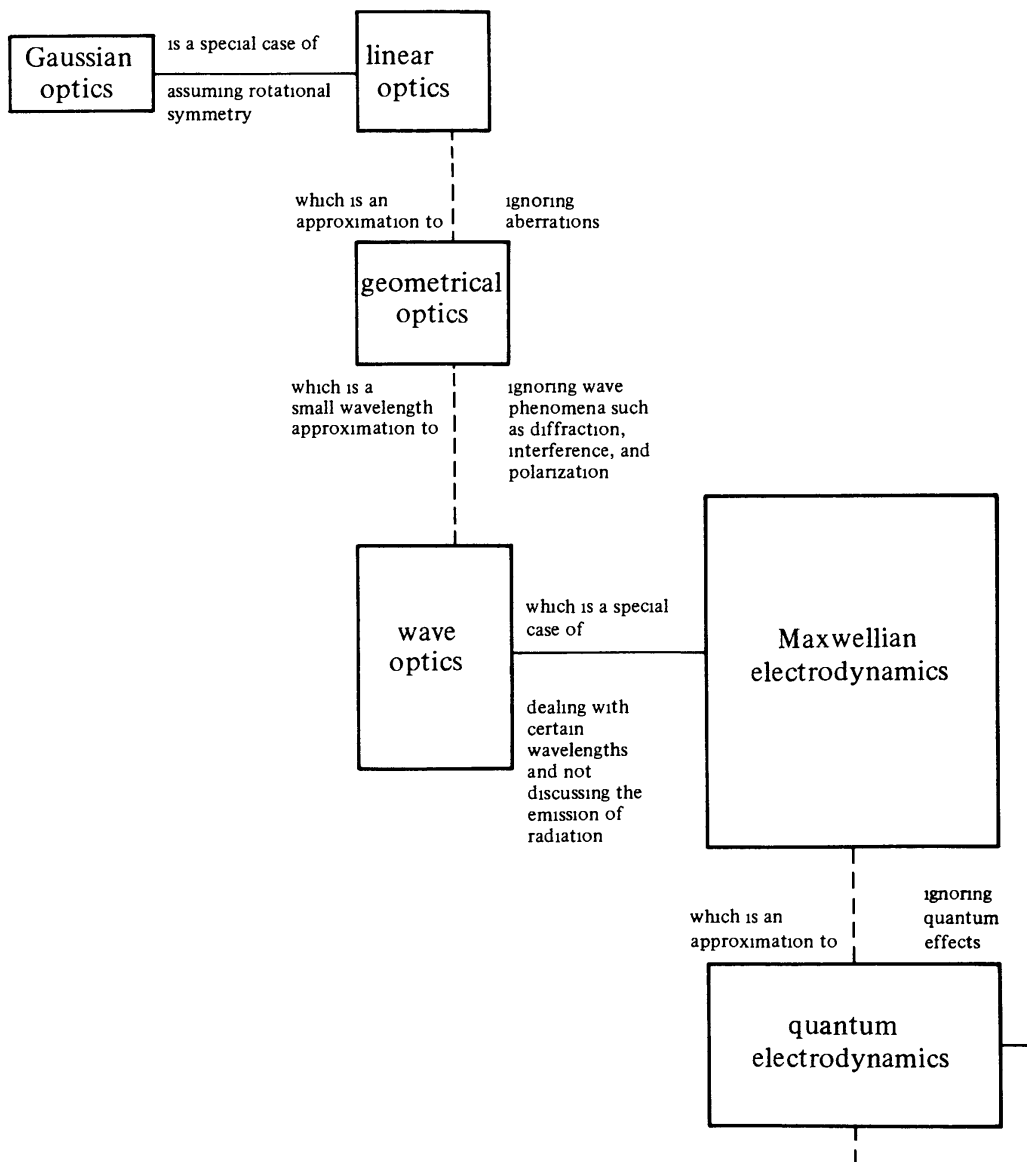 Gaussian
optics
is a special case of
assuming rotational
symmetry
linear
optics
which is an
approximation to
ignoring
aberrations
geometrical
optics
which is a
small wavelength
approximation to
ignoring wave
phenomena such
as diffraction,
interference, and
polarization
wave
optics
which is a special
case of
dealing with
certain
wavelengths
and not
discussing the
emission of
radiation
Maxwellian
electrodynamics
which is an
approximation to
ignoring
quantum
effects
quantum
electrodynamics